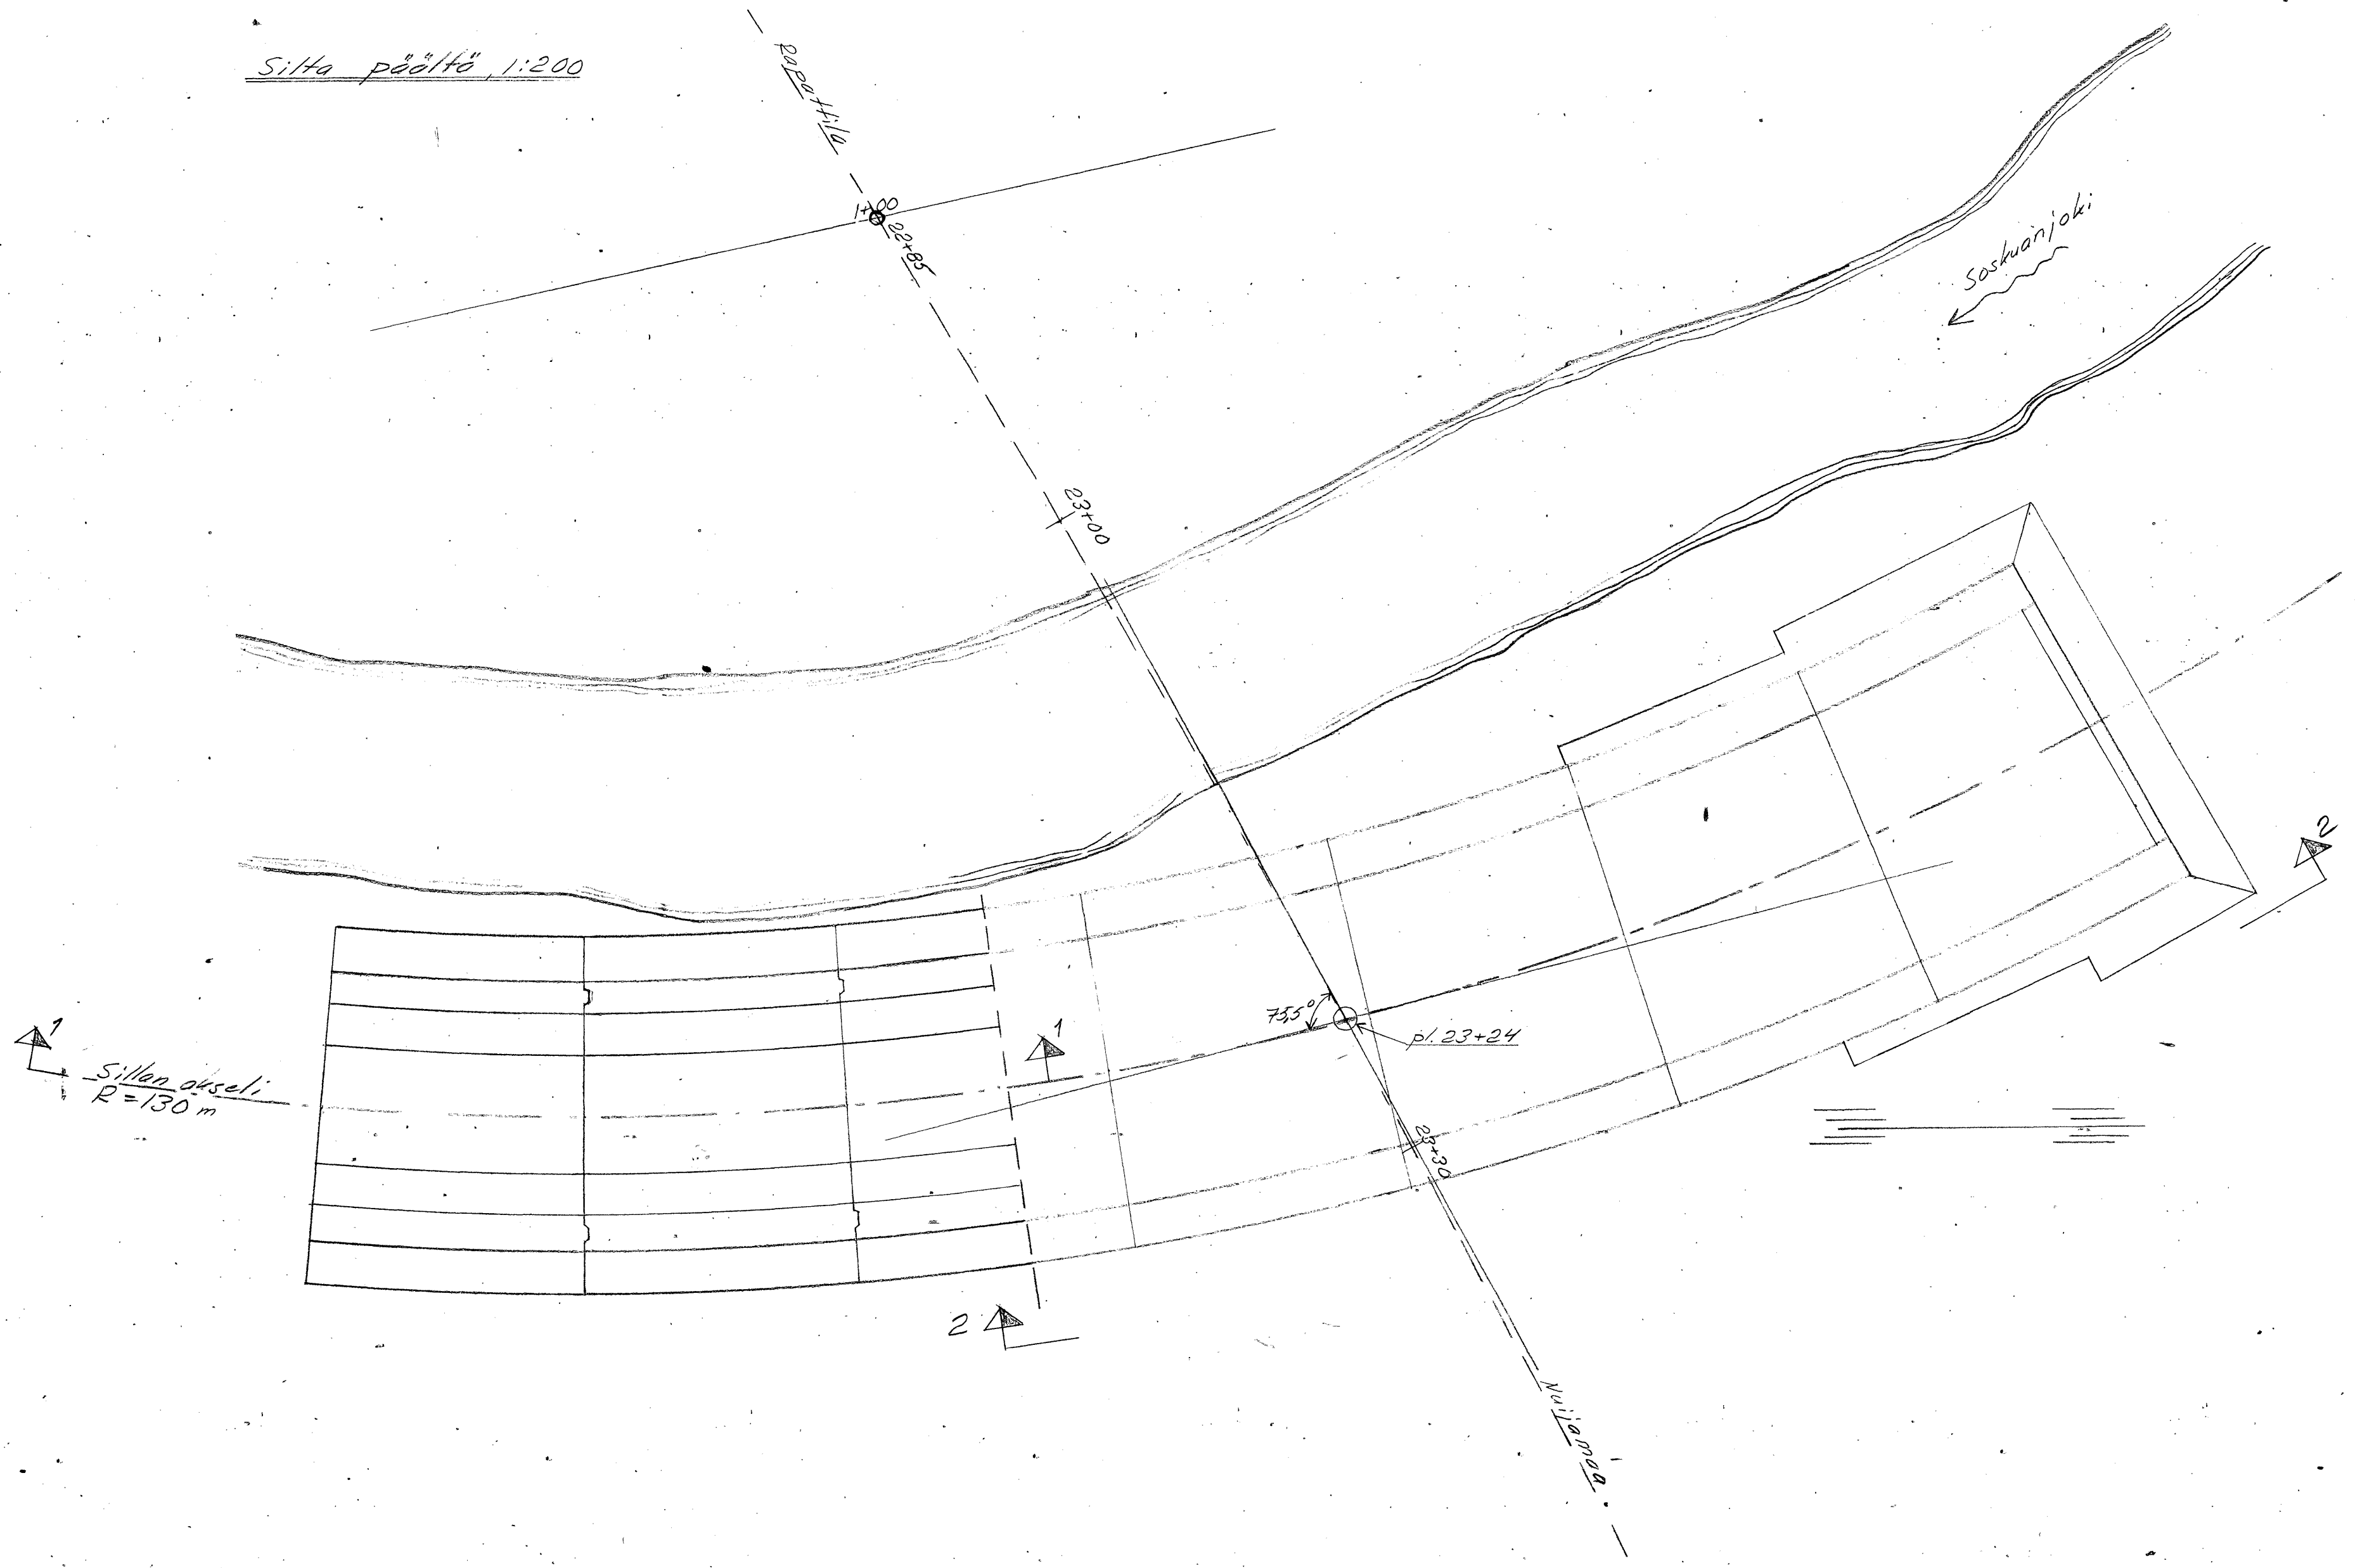 Silta päältä, 1:200
Rapattila
1+00
22+85
Soskuanjoki
23+00
2
75,5°
pl. 23+24
1
1
Sillan akseli
R=130 m
23+30
2
Nuijamaa